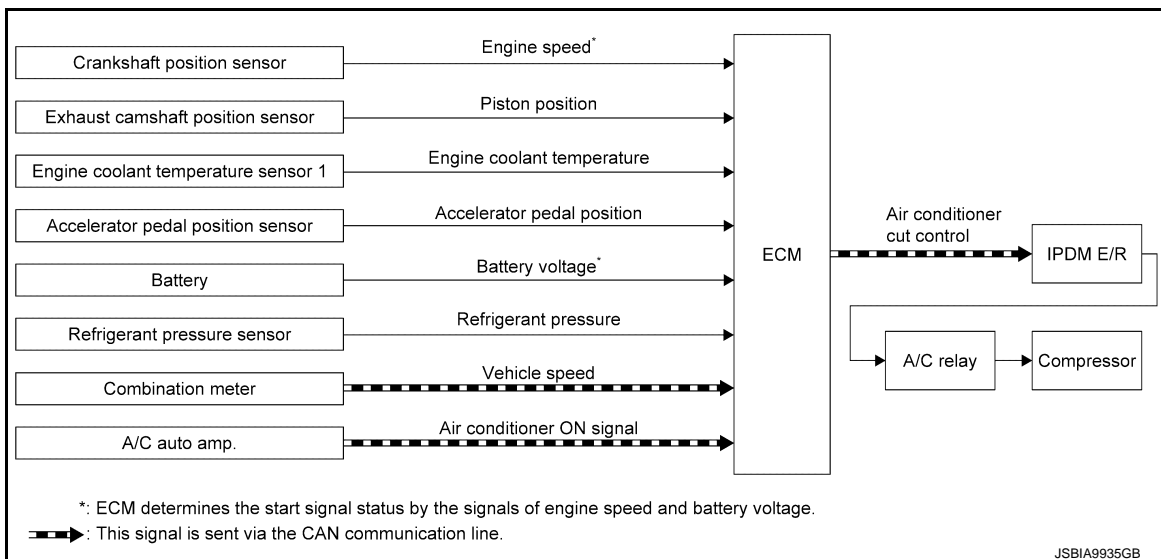 Crankshaft position sensor
Engine speed*
Exhaust camshaft position sensor
Piston position
Engine coolant temperature sensor 1
Engine coolant temperature
Accelerator pedal position sensor
Accelerator pedal position
Battery
Battery voltage*
Refrigerant pressure sensor
Refrigerant pressure
Combination meter
Vehicle speed
A/C auto amp.
Air conditioner ON signal
ECM
Air conditioner
cut control
IPDM E/R
A/C relay
Compressor
*: ECM determines the start signal status by the signals of engine speed and battery voltage.
: This signal is sent via the CAN communication line.
JSBIA9935GB